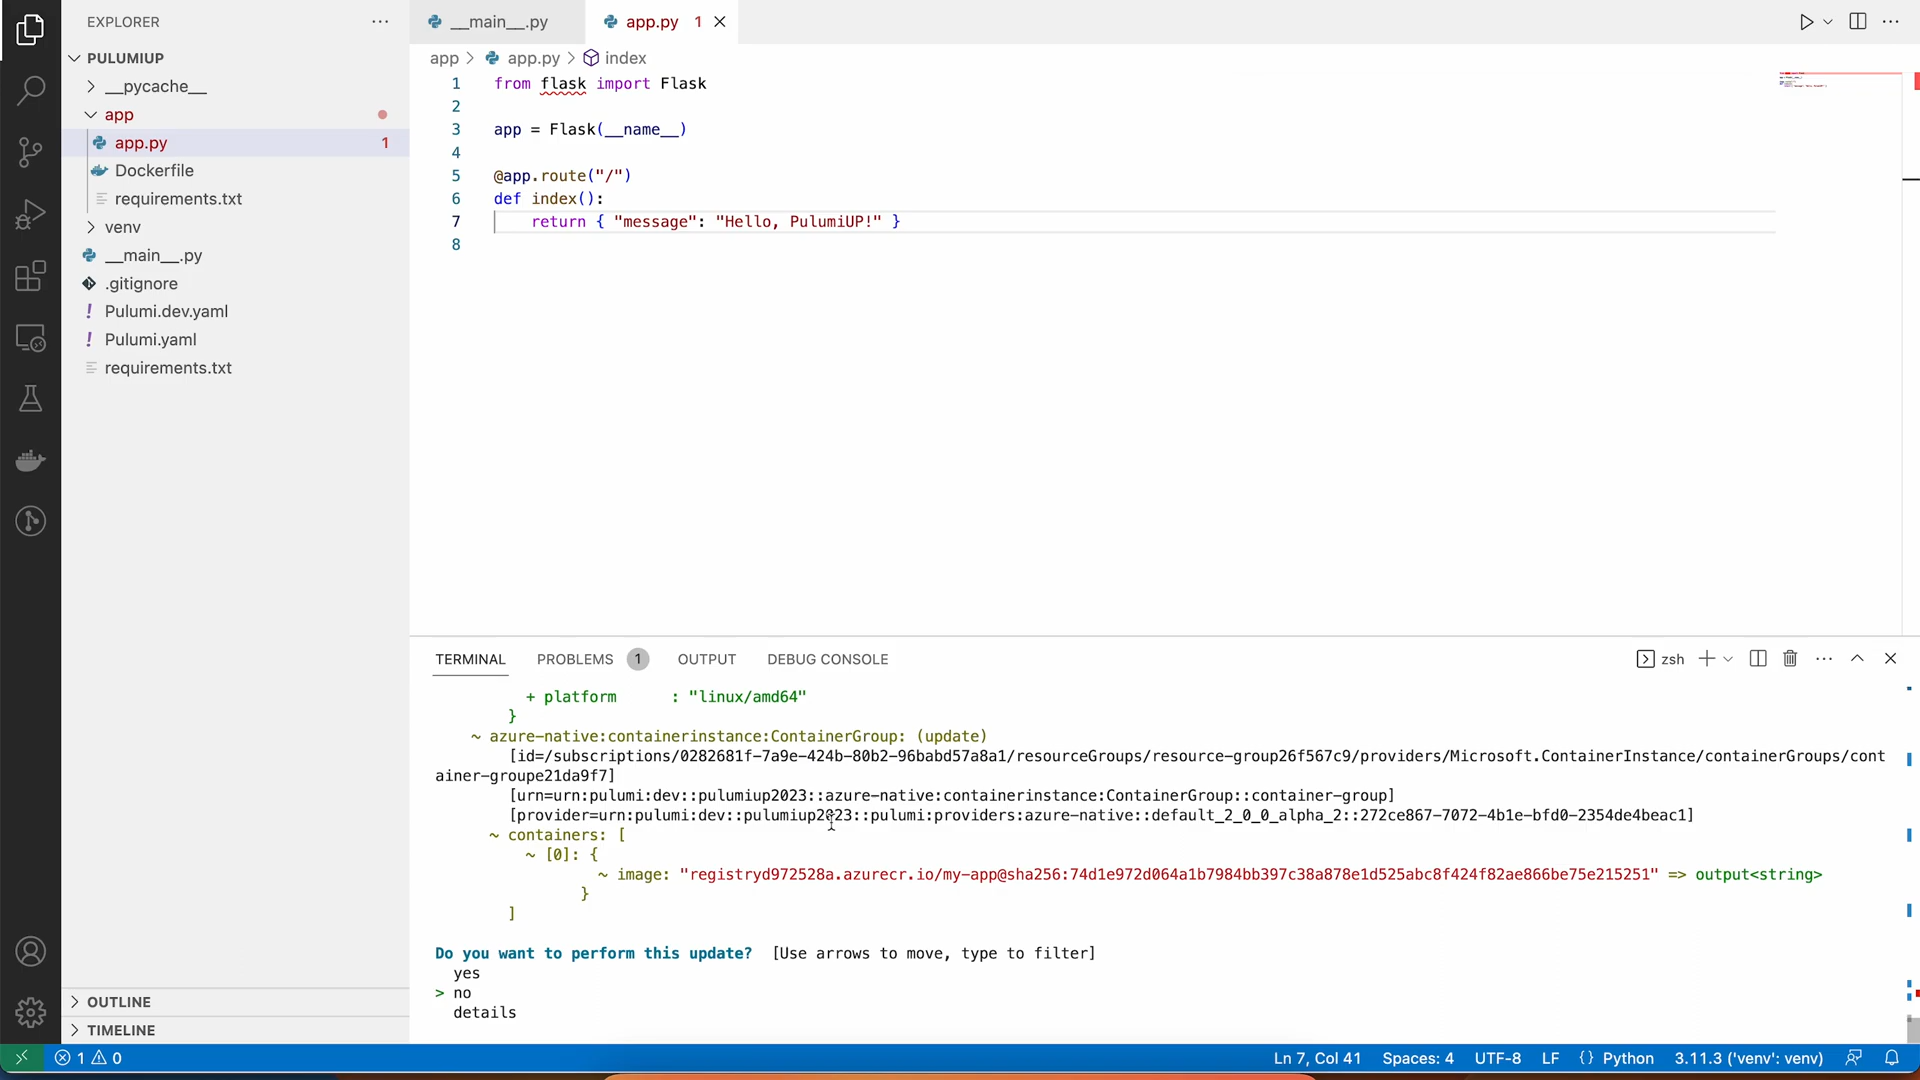 EXPLORER
PULUMIUP
__pycache__
app
app.py 1
Dockerfile
requirements.txt
venv
__main__.py
.gitignore
! Pulumi.dev.yaml
! Pulumi.yaml
requirements.txt
OUTLINE
TIMELINE
__main__.py
app.py 1
app > app.py > index
1 from flask import Flask
2
3 app = Flask(__name__)
4
5 @app.route("/")
6 def index():
7 return { "message": "Hello, PulumiUP!" }
8
TERMINAL PROBLEMS 1 OUTPUT DEBUG CONSOLE
zsh
+ platform : "linux/amd64"
}
~ azure-native:containerinstance:ContainerGroup: (update)
[id=/subscriptions/0282681f-7a9e-424b-80b2-96babd57a8a1/resourceGroups/resource-group26f567c9/providers/Microsoft.ContainerInstance/containerGroups/cont
ainer-groupe21da9f7]
[urn=urn:pulumi:dev::pulumiup2023::azure-native:containerinstance:ContainerGroup::container-group]
[provider=urn:pulumi:dev::pulumiup2023::pulumi:providers:azure-native::default_2_0_0_alpha_2::272ce867-7072-4b1e-bfd0-2354de4beac1]
~ containers: [
~ [0]: {
~ image: "registryd972528a.azurecr.io/my-app@sha256:74d1e972d064a1b7984bb397c38a878e1d525abc8f424f82ae866be75e215251" => output<string>
}
]
Do you want to perform this update? [Use arrows to move, type to filter]
yes
> no
details
1 0
Ln 7, Col 41 Spaces: 4 UTF-8 LF {} Python 3.11.3 ('venv': venv)